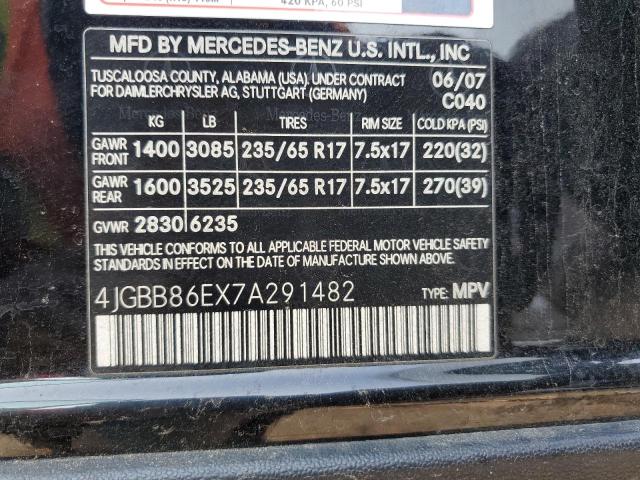 420 KPA, 60 PSI
MFD BY MERCEDES-BENZ U.S. INTL., INC
TUSCALOOSA COUNTY, ALABAMA (USA), UNDER CONTRACT 06/07
FOR DAIMLERCHRYSLER AG, STUTTGART (GERMANY) C040
KG LB TIRES RIM SIZE COLD KPA (PSI)
GAWR FRONT 1400 3085 235/65 R17 7.5x17 220(32)
GAWR REAR 1600 3525 235/65 R17 7.5x17 270(39)
GVWR 2830 6235
THIS VEHICLE CONFORMS TO ALL APPLICABLE FEDERAL MOTOR VEHICLE SAFETY
STANDARDS IN EFFECT ON THE DATE OF MANUFACTURE SHOWN ABOVE.
4JGBB86EX7A291482 TYPE: MPV